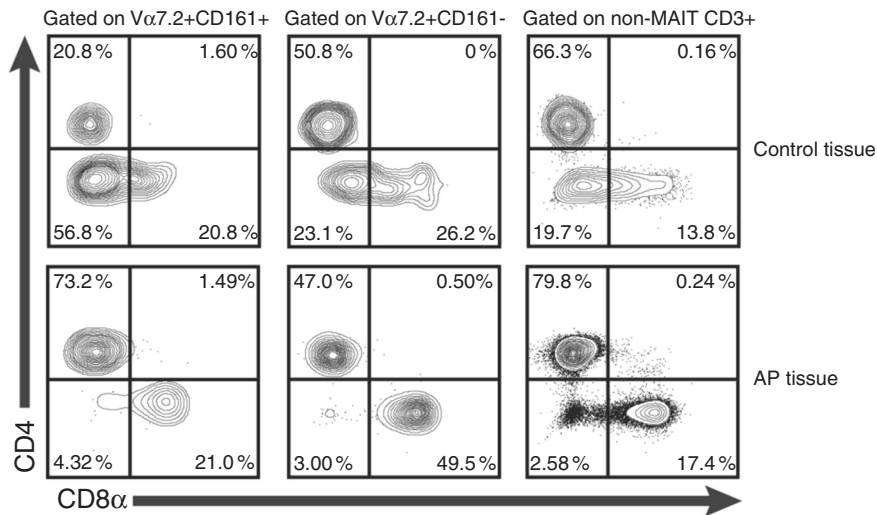 Gated on Vα7.2+CD161+ Gated on Vα7.2+CD161- Gated on non-MAIT CD3+
20.8 % 1.60 % 50.8 % 0 % 66.3 % 0.16 %
Control tissue
56.8 % 20.8 % 23.1 % 26.2 % 19.7 % 13.8 %
73.2 % 1.49% 47.0 % 0.50% 79.8 % 0.24 %
AP tissue
4.32 % 21.0 % 3.00 % 49.5 % 2.58 % 17.4 %
CD4
CD8α